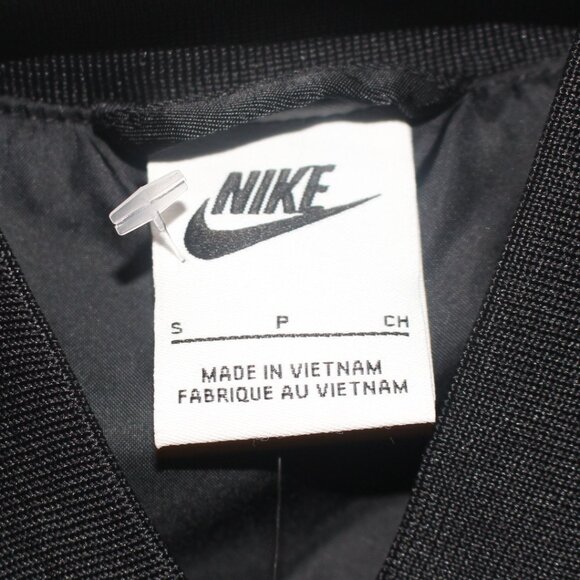 NIKE
S P CH
MADE IN VIETNAM
FABRIQUE AU VIETNAM